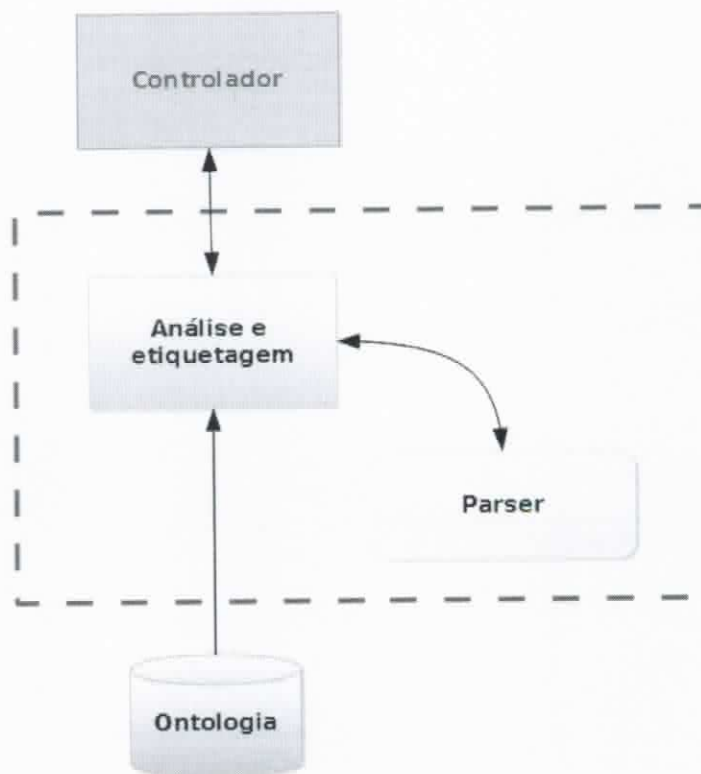 Controlador
Análise e
etiquetagem
Parser
Ontologia